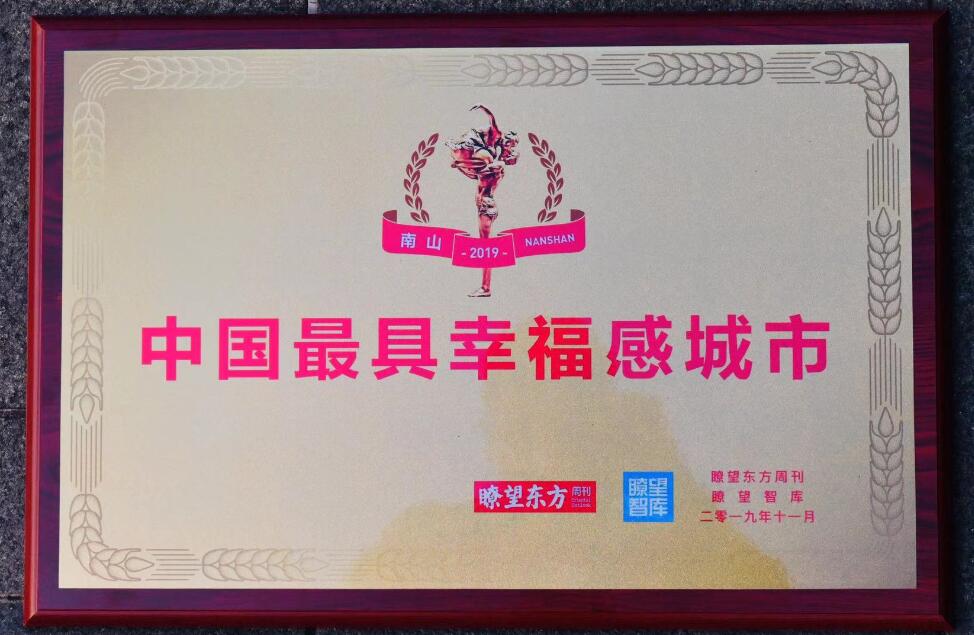 南山
- 2019 -
NANSHAN
中国最具幸福感城市
瞭望东方周刊
Oriental
Outlook
瞭望
智库
瞭望东方周刊
瞭望智库
二零一九年十一月